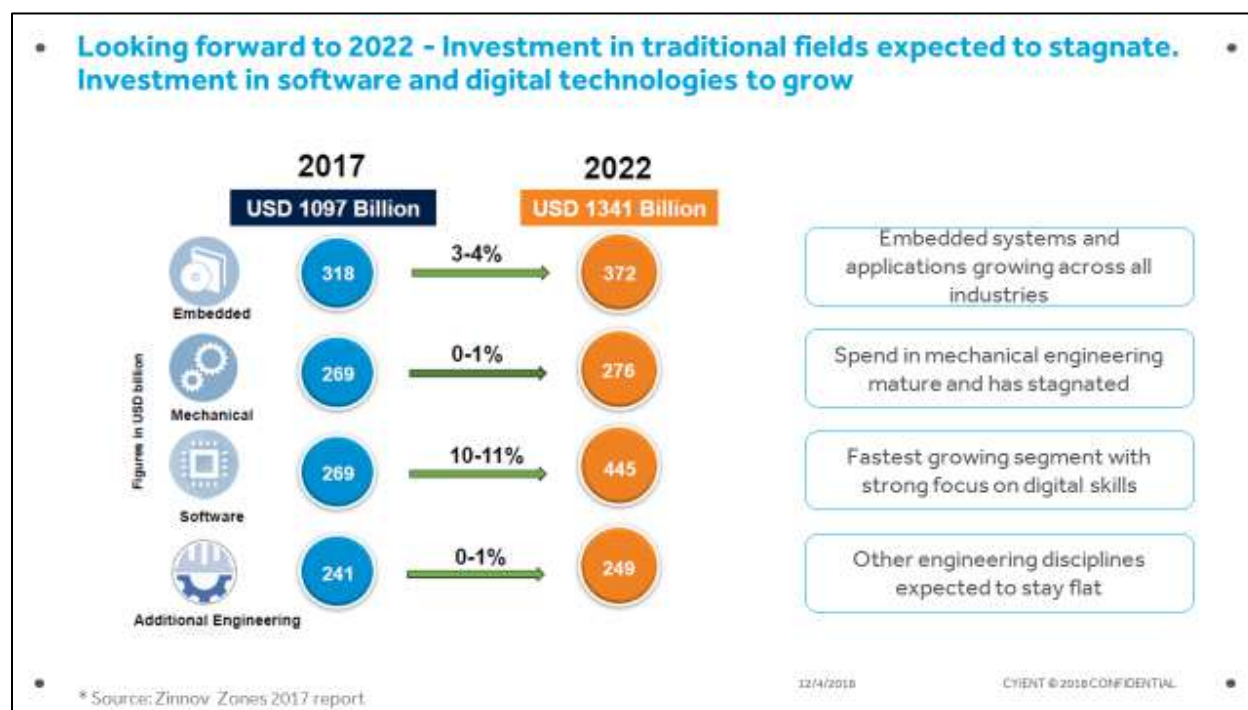 Looking forward to 2022 - Investment in traditional fields expected to stagnate.
Investment in software and digital technologies to grow
2017
2022
USD 1097 Billion
USD 1341 Billion
Figures in USD billion
Embedded
318
3-4%
372
Embedded systems and
applications growing across all
industries
Mechanical
269
0-1%
276
Spend in mechanical engineering
mature and has stagnated
Software
269
10-11%
445
Fastest growing segment with
strong focus on digital skills
Additional Engineering
241
0-1%
249
Other engineering disciplines
expected to stay flat
* Source: Zinnov Zones 2017 report
12/4/2018
CYIENT © 2018 CONFIDENTIAL